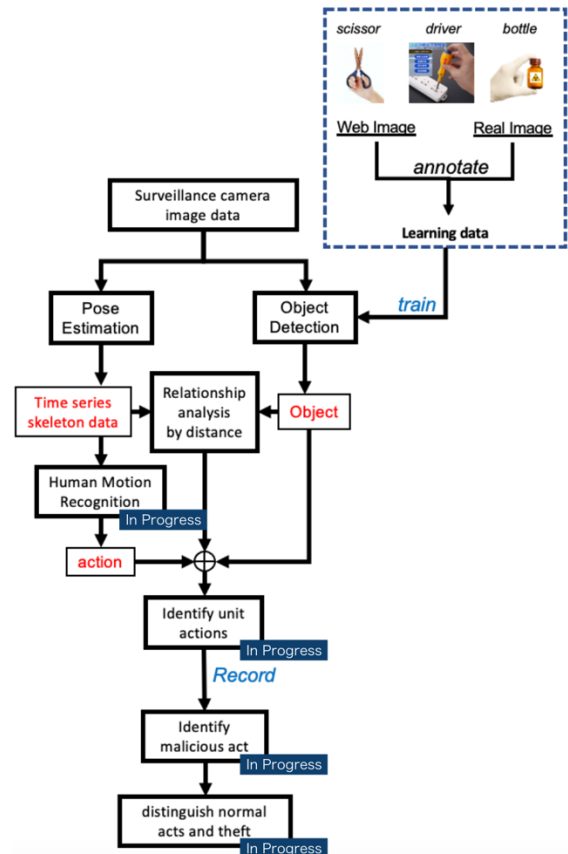 scissor
driver
bottle
Web Image
Real Image
annotate
Learning data
Surveillance camera
image data
train
Pose
Estimation
Object
Detection
Time series
skeleton data
Relationship
analysis
by distance
Object
Human Motion
Recognition
In Progress
action
Identify unit
actions
In Progress
Record
Identify
malicious act
In Progress
distinguish normal
acts and theft
In Progress